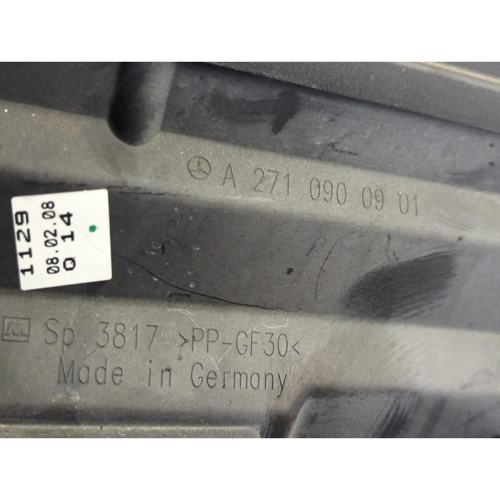 A 271 090 09 01
1129
08.02.08
Q 14
Sp 3817 >PP-GF30<
Made in Germany